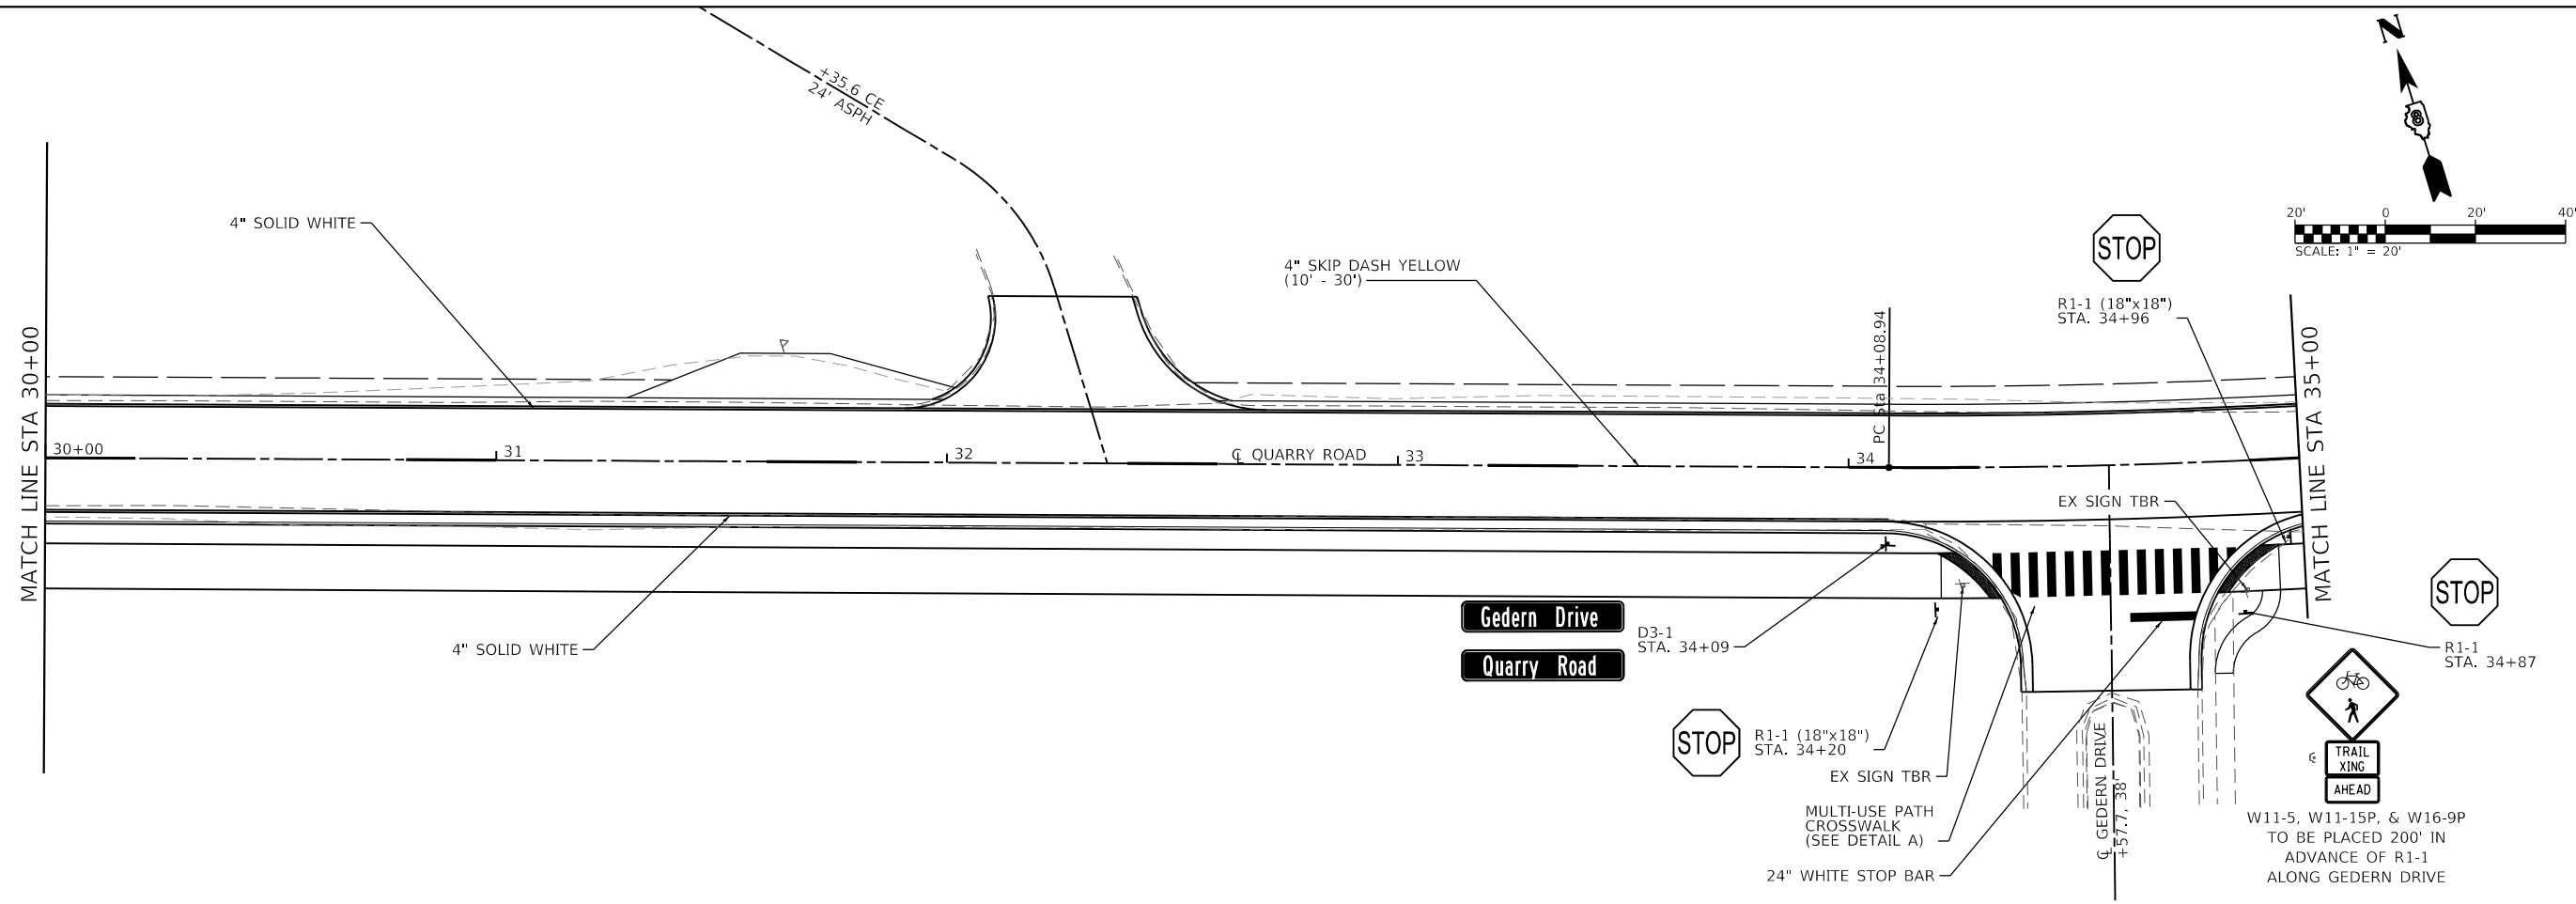 N
8
20' 0 20' 40'
SCALE: 1" = 20'
+35.6 CE
24' ASPH
4" SOLID WHITE
4" SKIP DASH YELLOW
(10' - 30')
STOP
R1-1 (18"x18")
STA. 34+96
PC Sta 34+08.94
MATCH LINE STA 30+00
MATCH LINE STA 35+00
30+00
31
32
℄ QUARRY ROAD
33
34
EX SIGN TBR
4" SOLID WHITE
Gedern Drive
Quarry Road
D3-1
STA. 34+09
STOP
R1-1
STA. 34+87
STOP
R1-1 (18"x18")
STA. 34+20
EX SIGN TBR
MULTI-USE PATH
CROSSWALK
(SEE DETAIL A)
24" WHITE STOP BAR
℄ GEDERN DRIVE
+57.7, 38'
TRAIL
XING
AHEAD
W11-5, W11-15P, & W16-9P
TO BE PLACED 200' IN
ADVANCE OF R1-1
ALONG GEDERN DRIVE